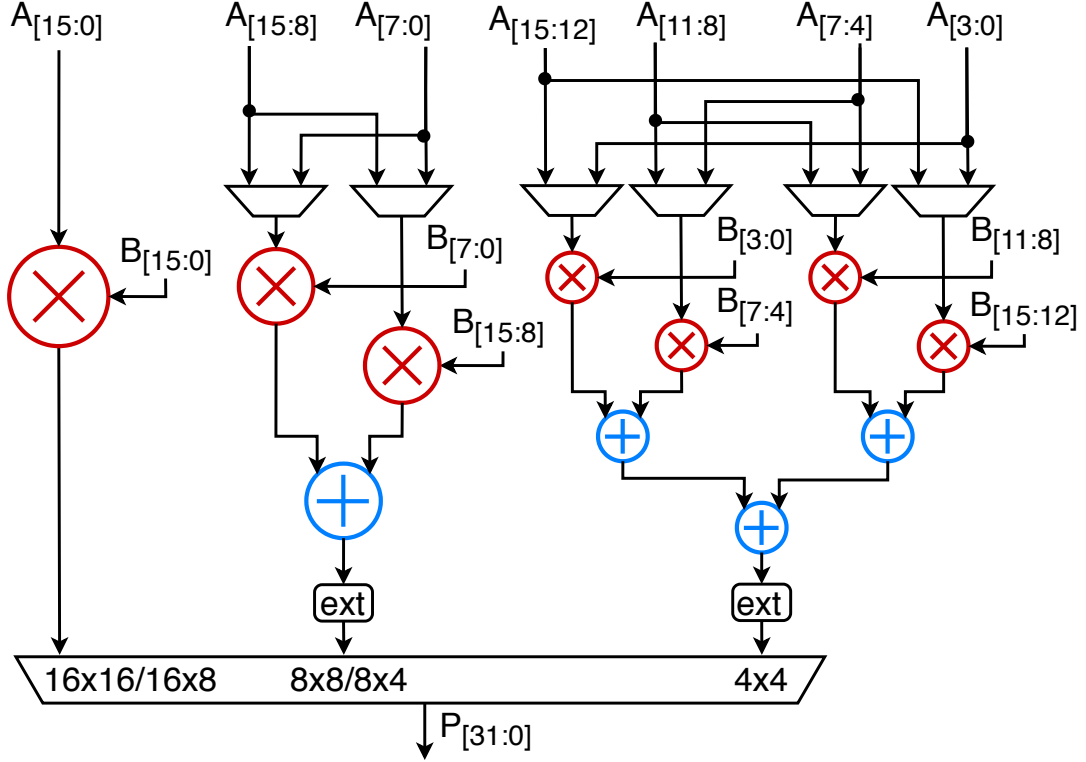 A[15:0]
A[15:8]
A[7:0]
A[15:12]
A[11:8]
A[7:4]
A[3:0]
B[15:0]
B[7:0]
B[3:0]
B[11:8]
B[15:8]
B[7:4]
B[15:12]
ext
ext
16x16/16x8
8x8/8x4
4x4
P[31:0]